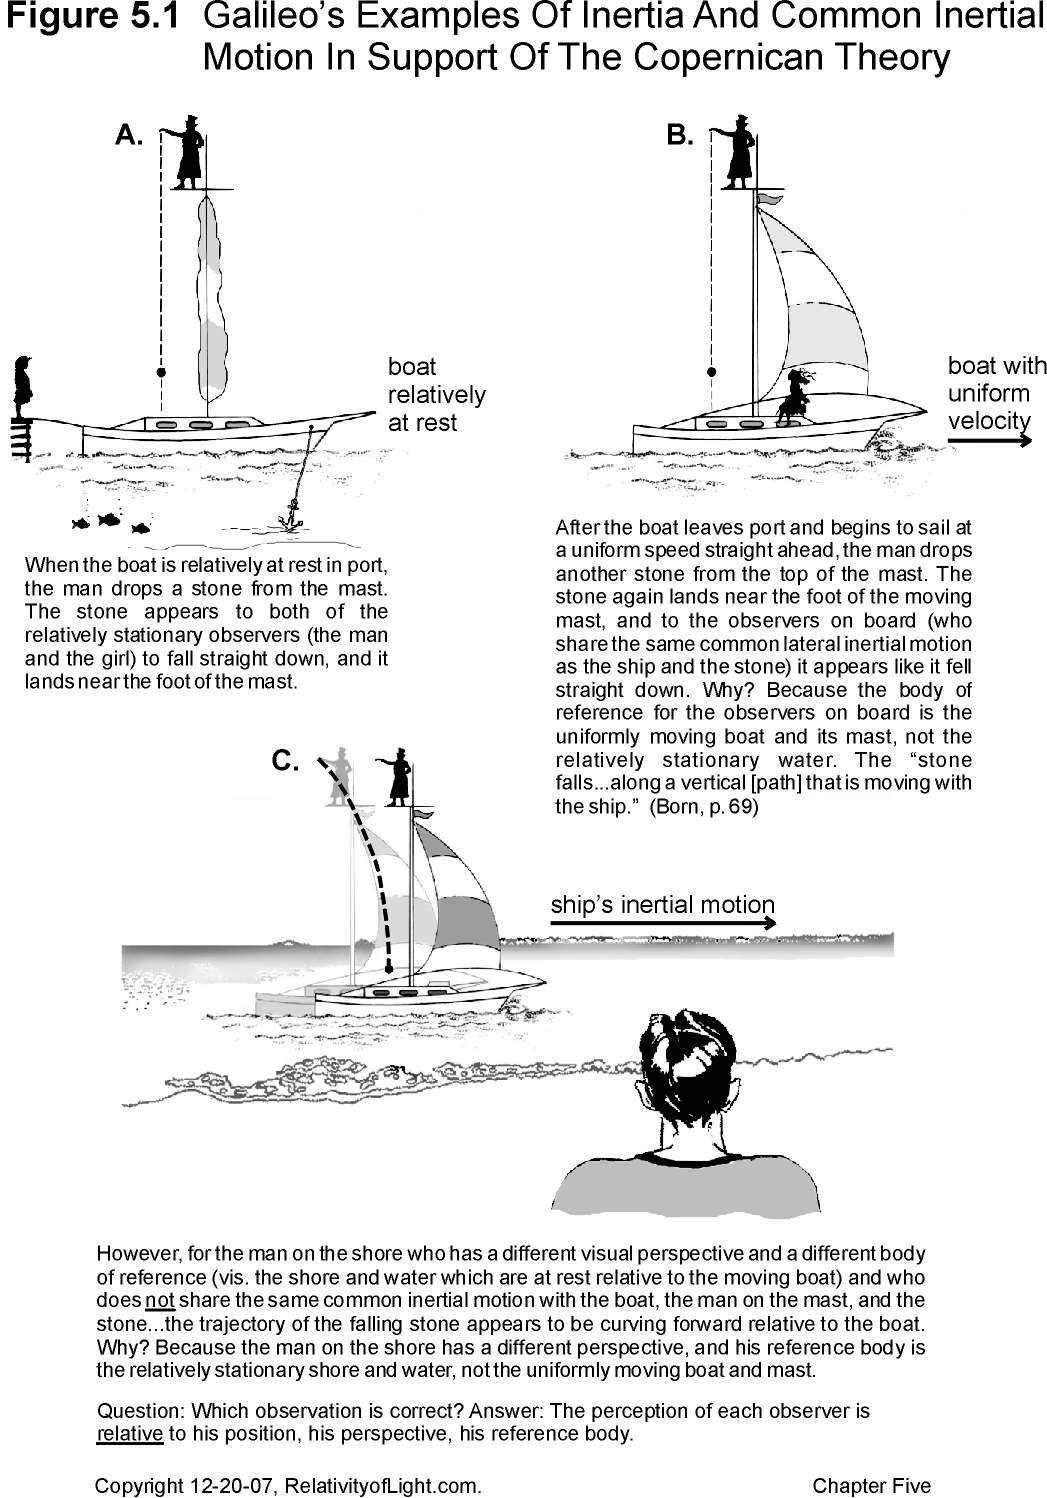 Figure 5.1 Galileo's Examples Of Inertia And Common Inertial
Motion In Support Of The Copernican Theory
A.
boat
relatively
at rest
When the boat is relatively at rest in port,
the man drops a stone from the mast.
The stone appears to both of the
relatively stationary observers (the man
and the girl) to fall straight down, and it
lands near the foot of the mast.
B.
boat with
uniform
velocity
After the boat leaves port and begins to sail at
a uniform speed straight ahead, the man drops
another stone from the top of the mast. The
stone again lands near the foot of the moving
mast, and to the observers on board (who
share the same common lateral inertial motion
as the ship and the stone) it appears like it fell
straight down. Why? Because the body of
reference for the observers on board is the
uniformly moving boat and its mast, not the
relatively stationary water. The “stone
falls...along a vertical [path] that is moving with
the ship.” (Born, p. 69)
C.
ship's inertial motion
However, for the man on the shore who has a different visual perspective and a different body
of reference (vis. the shore and water which are at rest relative to the moving boat) and who
does not share the same common inertial motion with the boat, the man on the mast, and the
stone...the trajectory of the falling stone appears to be curving forward relative to the boat.
Why? Because the man on the shore has a different perspective, and his reference body is
the relatively stationary shore and water, not the uniformly moving boat and mast.
Question: Which observation is correct? Answer: The perception of each observer is
relative to his position, his perspective, his reference body.
Copyright 12-20-07, RelativityofLight.com.
Chapter Five